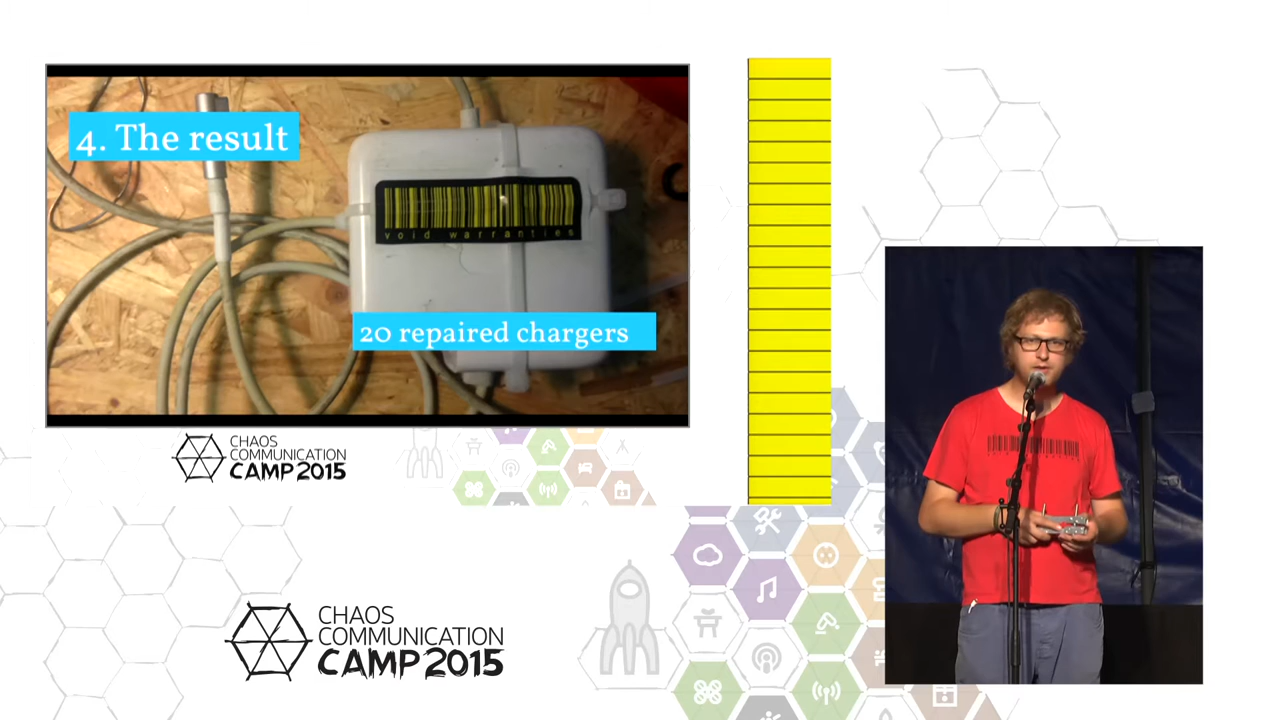 4. The result
void warranties
20 repaired chargers
CHAOS
COMMUNICATION
CAMP 2015
CHAOS
COMMUNICATION
CAMP 2015